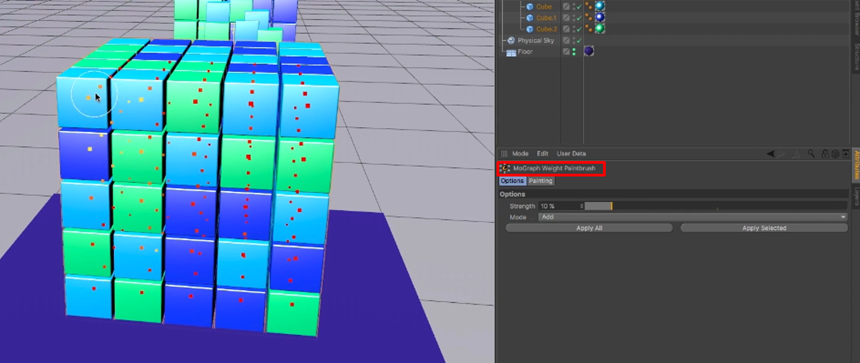 Cube
Cube.1
Cube.2
Physical Sky
Floor
Mode Edit User Data
MoGraph Weight Paintbrush
Options Painting
Options
Strength 10 %
Mode Add
Apply All Apply Selected